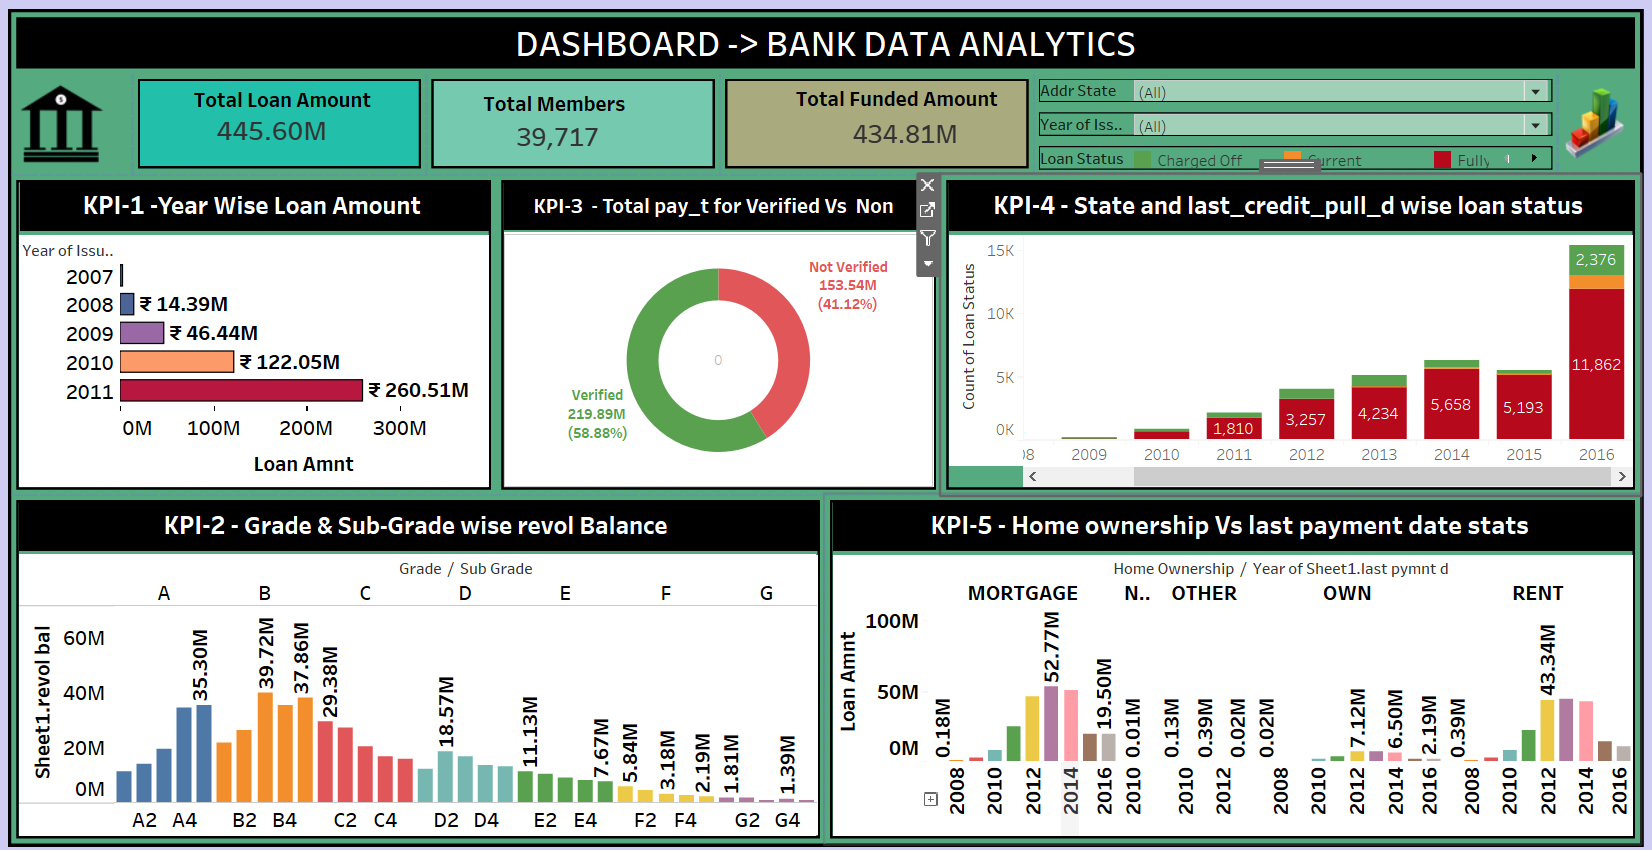 DASHBOARD -> BANK DATA ANALYTICS
Total Loan Amount
445.60M
Total Members
39,717
Total Funded Amount
434.81M
Addr State (All)
Year of Iss.. (All)
Loan Status Charged Off Current Fully
KPI-1 -Year Wise Loan Amount
Year of Issu..
2007
2008 ₹ 14.39M
2009 ₹ 46.44M
2010 ₹ 122.05M
2011 ₹ 260.51M
0M 100M 200M 300M
Loan Amnt
KPI-3 - Total pay_t for Verified Vs Non
Not Verified
153.54M
(41.12%)
0
Verified
219.89M
(58.88%)
KPI-4 - State and last_credit_pull_d wise loan status
Count of Loan Status
15K
10K
5K
0K
2,376
11,862
1,810
3,257
4,234
5,658
5,193
2009 2010 2011 2012 2013 2014 2015 2016
KPI-2 - Grade & Sub-Grade wise revol Balance
Grade / Sub Grade
A B C D E F G
Sheet1.revol bal
60M
40M
20M
0M
35.30M
39.72M
37.86M
29.38M
18.57M
11.13M
7.67M
5.84M
3.18M
2.19M
1.81M
1.39M
A2 A4 B2 B4 C2 C4 D2 D4 E2 E4 F2 F4 G2 G4
KPI-5 - Home ownership Vs last payment date stats
Home Ownership / Year of Sheet1.last pymnt d
MORTGAGE N.. OTHER OWN RENT
Loan Amnt
100M
50M
0M
0.18M
52.77M
19.50M
0.01M
0.13M
0.39M
0.02M
0.02M
7.12M
6.50M
2.19M
0.39M
43.34M
2008 2010 2012 2014 2016 2010 2010 2012 2008 2010 2012 2014 2016 2008 2010 2012 2014 2016